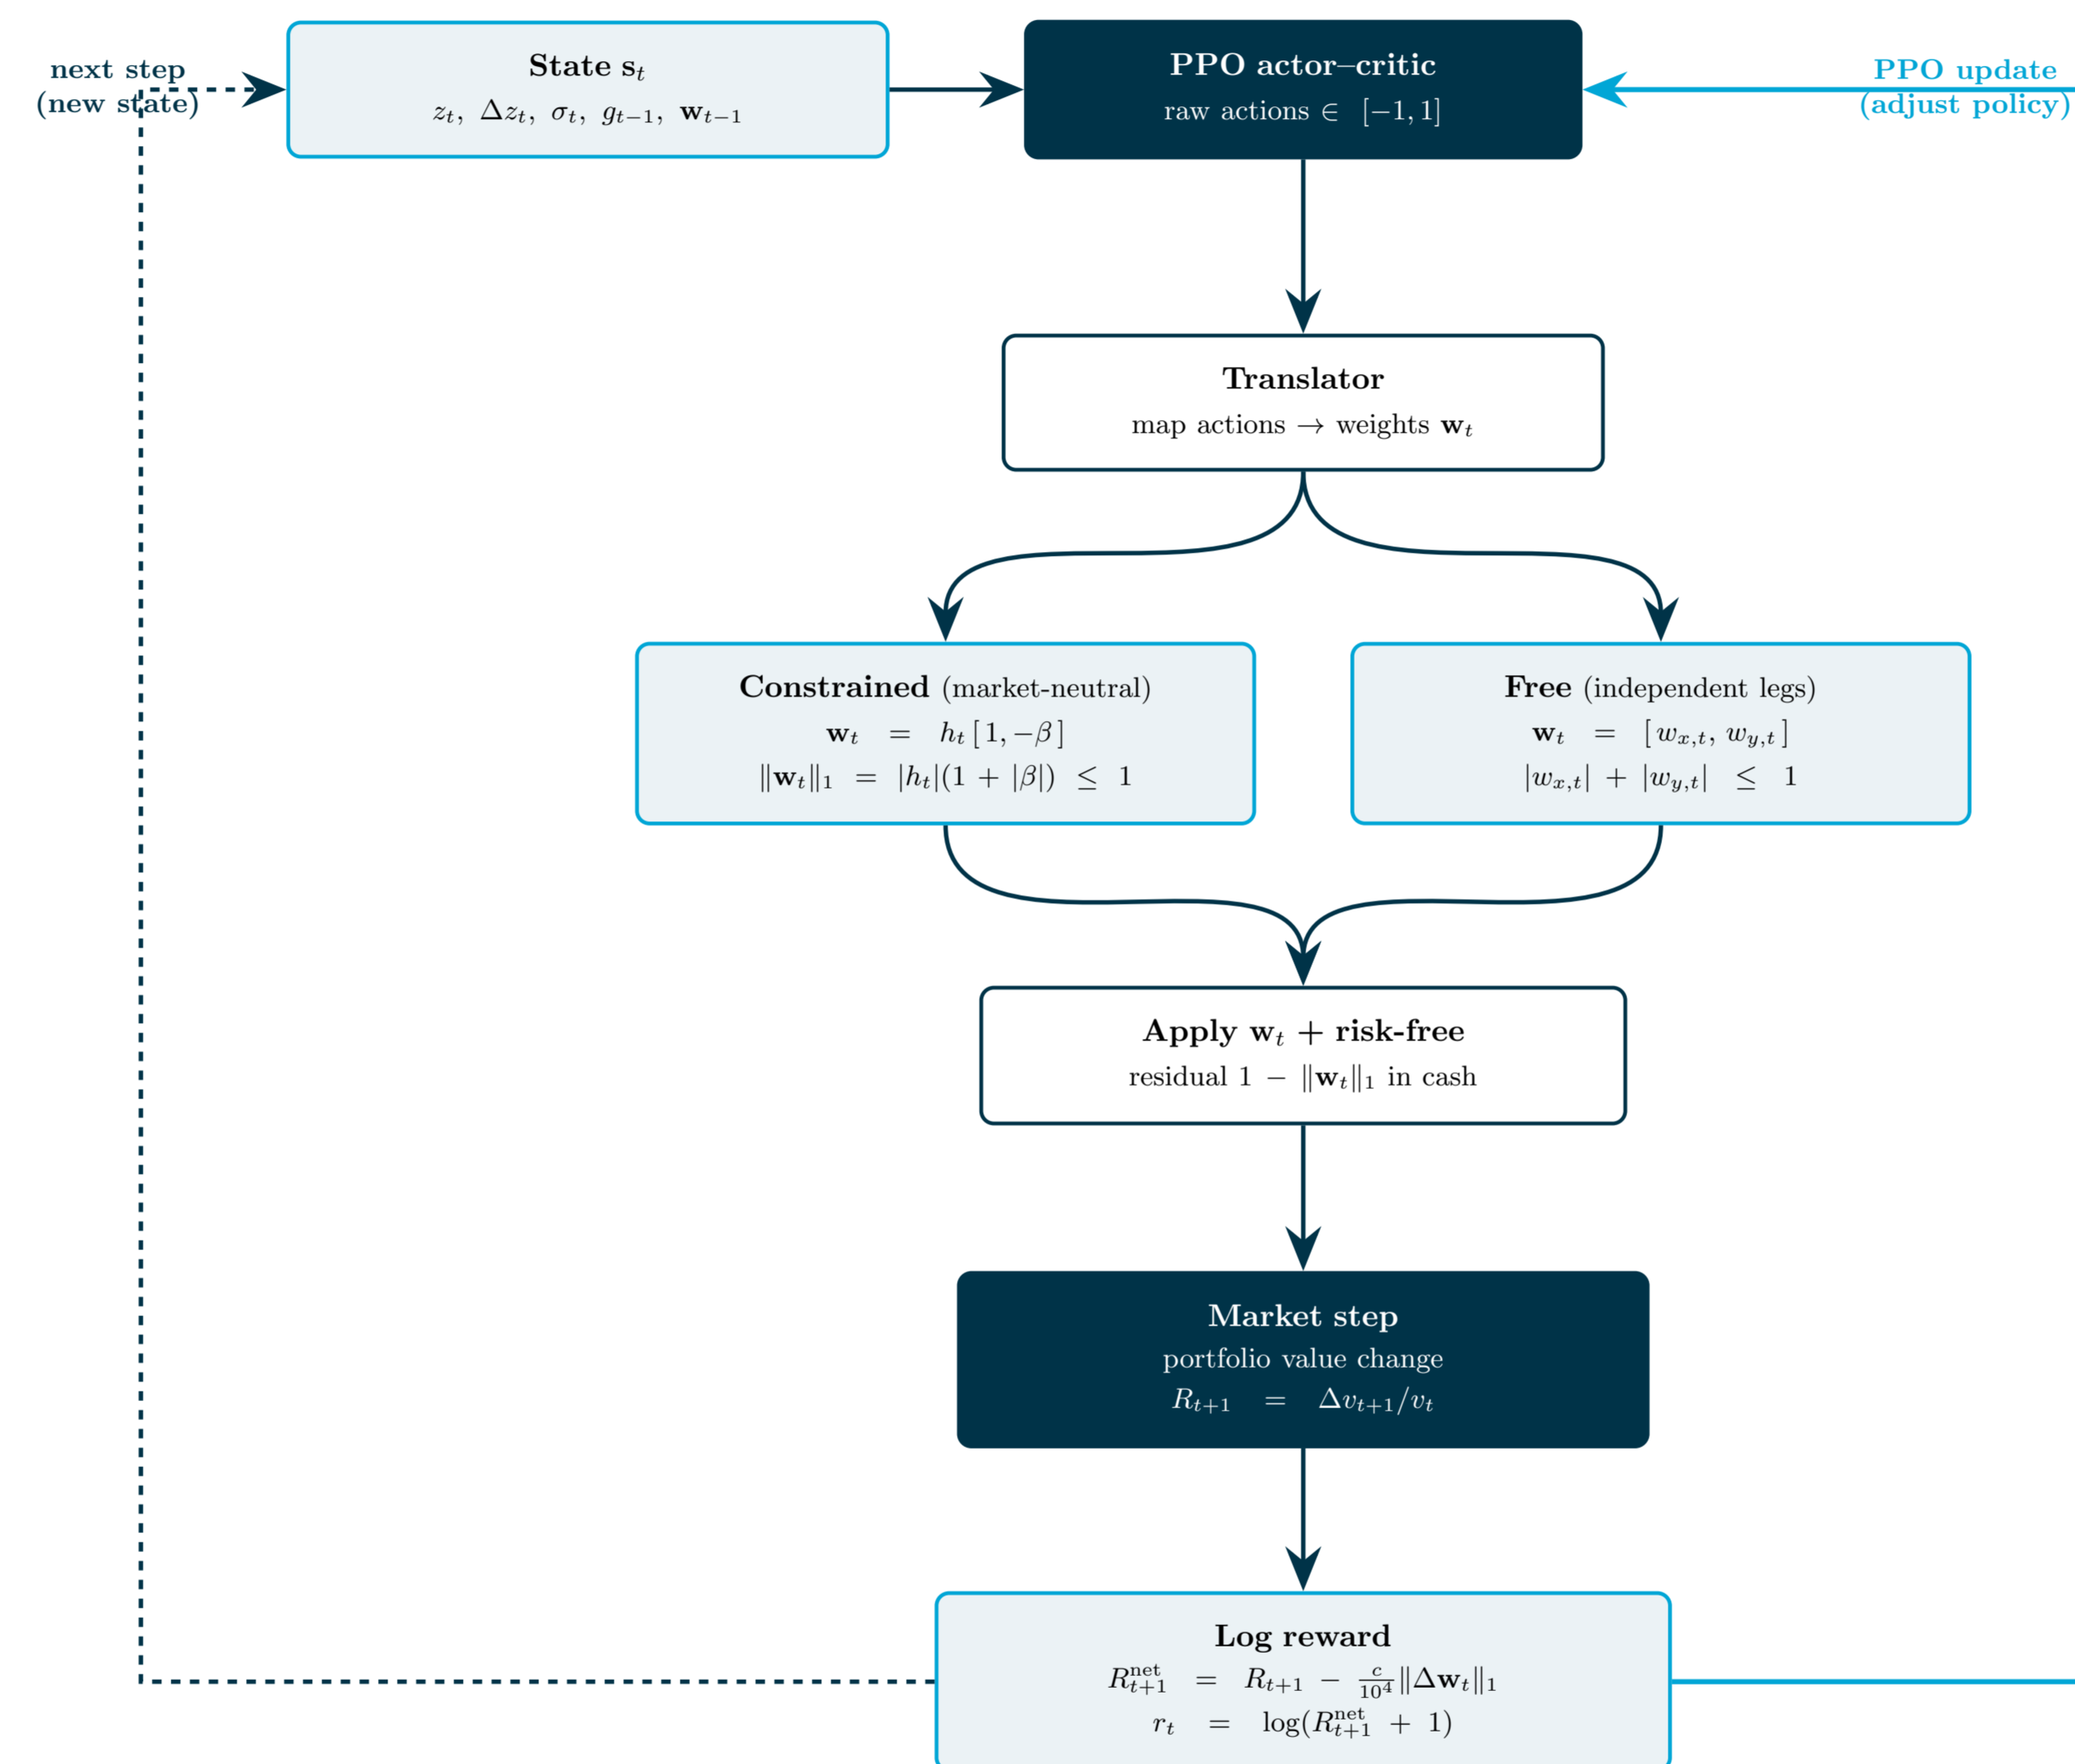 next step
(new state)
State s_t
z_t, Δz_t, σ_t, g_{t−1}, w_{t−1}
PPO actor–critic
raw actions ∈ [−1, 1]
PPO update
(adjust policy)
Translator
map actions → weights w_t
Constrained (market-neutral)
w_t = h_t [1, −β]
‖w_t‖_1 = |h_t|(1 + |β|) ≤ 1
Free (independent legs)
w_t = [w_{x,t}, w_{y,t}]
|w_{x,t}| + |w_{y,t}| ≤ 1
Apply w_t + risk-free
residual 1 − ‖w_t‖_1 in cash
Market step
portfolio value change
R_{t+1} = Δv_{t+1}/v_t
Log reward
R^{net}_{t+1} = R_{t+1} − \frac{c}{10^4}‖Δw_t‖_1
r_t = log(R^{net}_{t+1} + 1)